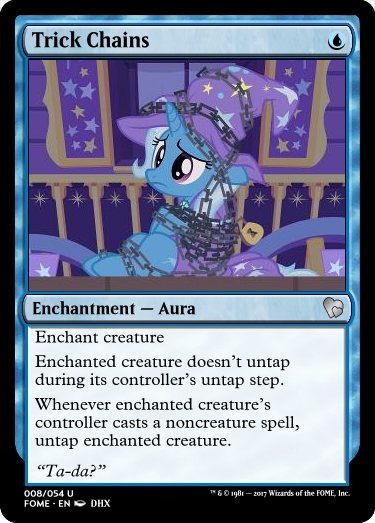 Trick Chains
Enchantment — Aura
Enchant creature
Enchanted creature doesn't untap
during its controller's untap step.
Whenever enchanted creature's
controller casts a noncreature spell,
untap enchanted creature.
"Ta-da?"
008/054 U
FOME · EN DHX
™ & © 1981 — 2017 Wizards of the FOME, Inc.